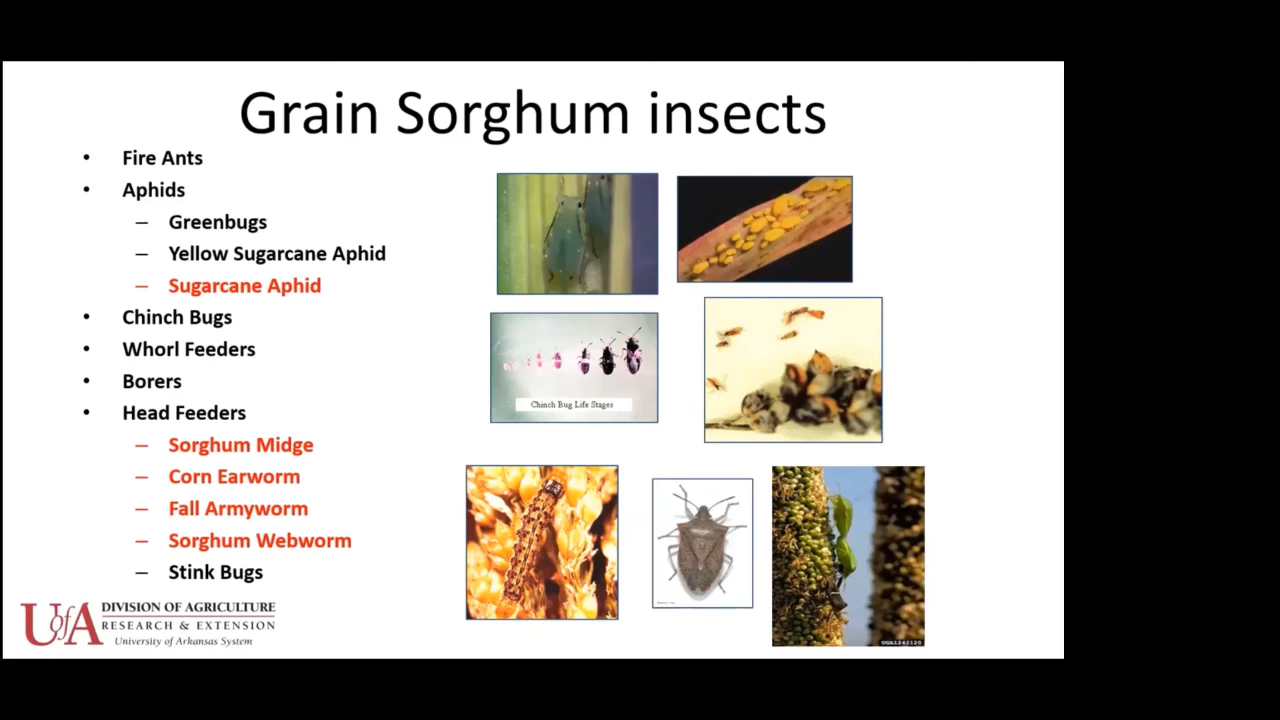 Grain Sorghum insects
• Fire Ants
• Aphids
– Greenbugs
– Yellow Sugarcane Aphid
– Sugarcane Aphid
• Chinch Bugs
• Whorl Feeders
• Borers
• Head Feeders
– Sorghum Midge
– Corn Earworm
– Fall Armyworm
– Sorghum Webworm
– Stink Bugs
Chinch Bug Life Stages
UGA1242120
UofA
DIVISION OF AGRICULTURE
RESEARCH & EXTENSION
University of Arkansas System